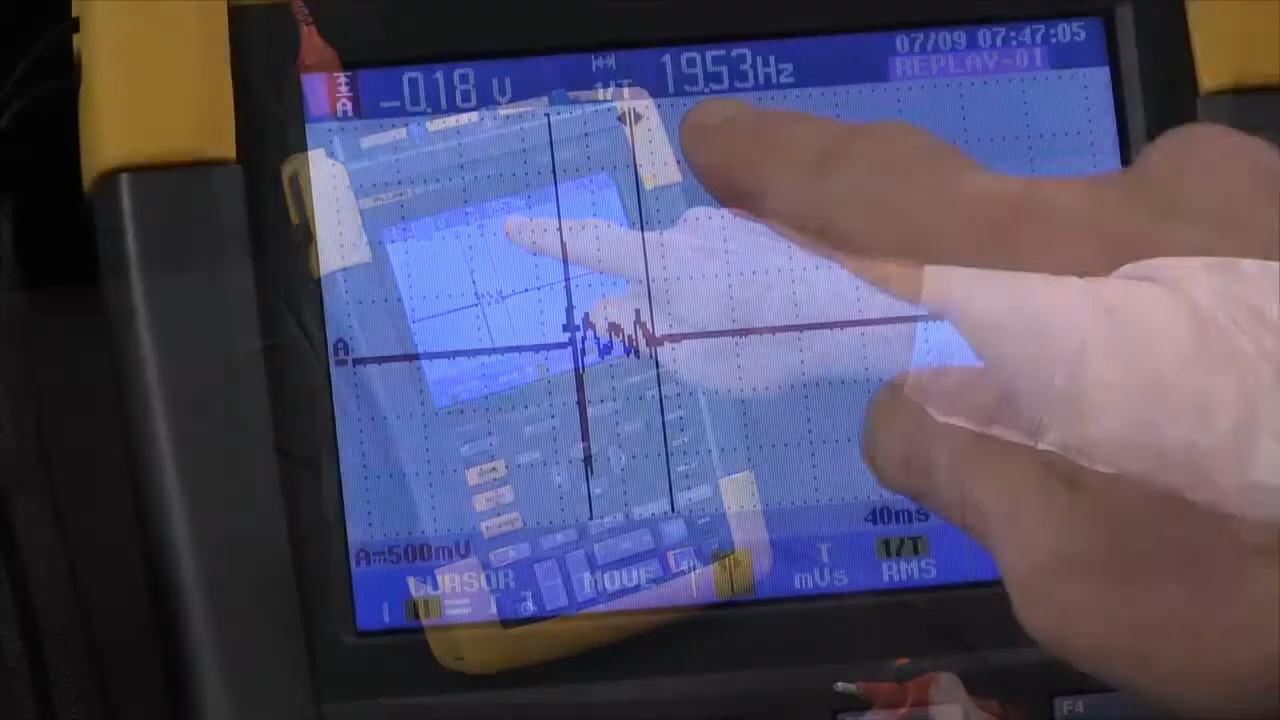 07/09 07:47:05
A -0.18 V 1/T 19.53Hz REPLAY-01
A
A=500mV 40ms
CURSOR MOVE T 1/T
mVs RMS
F4